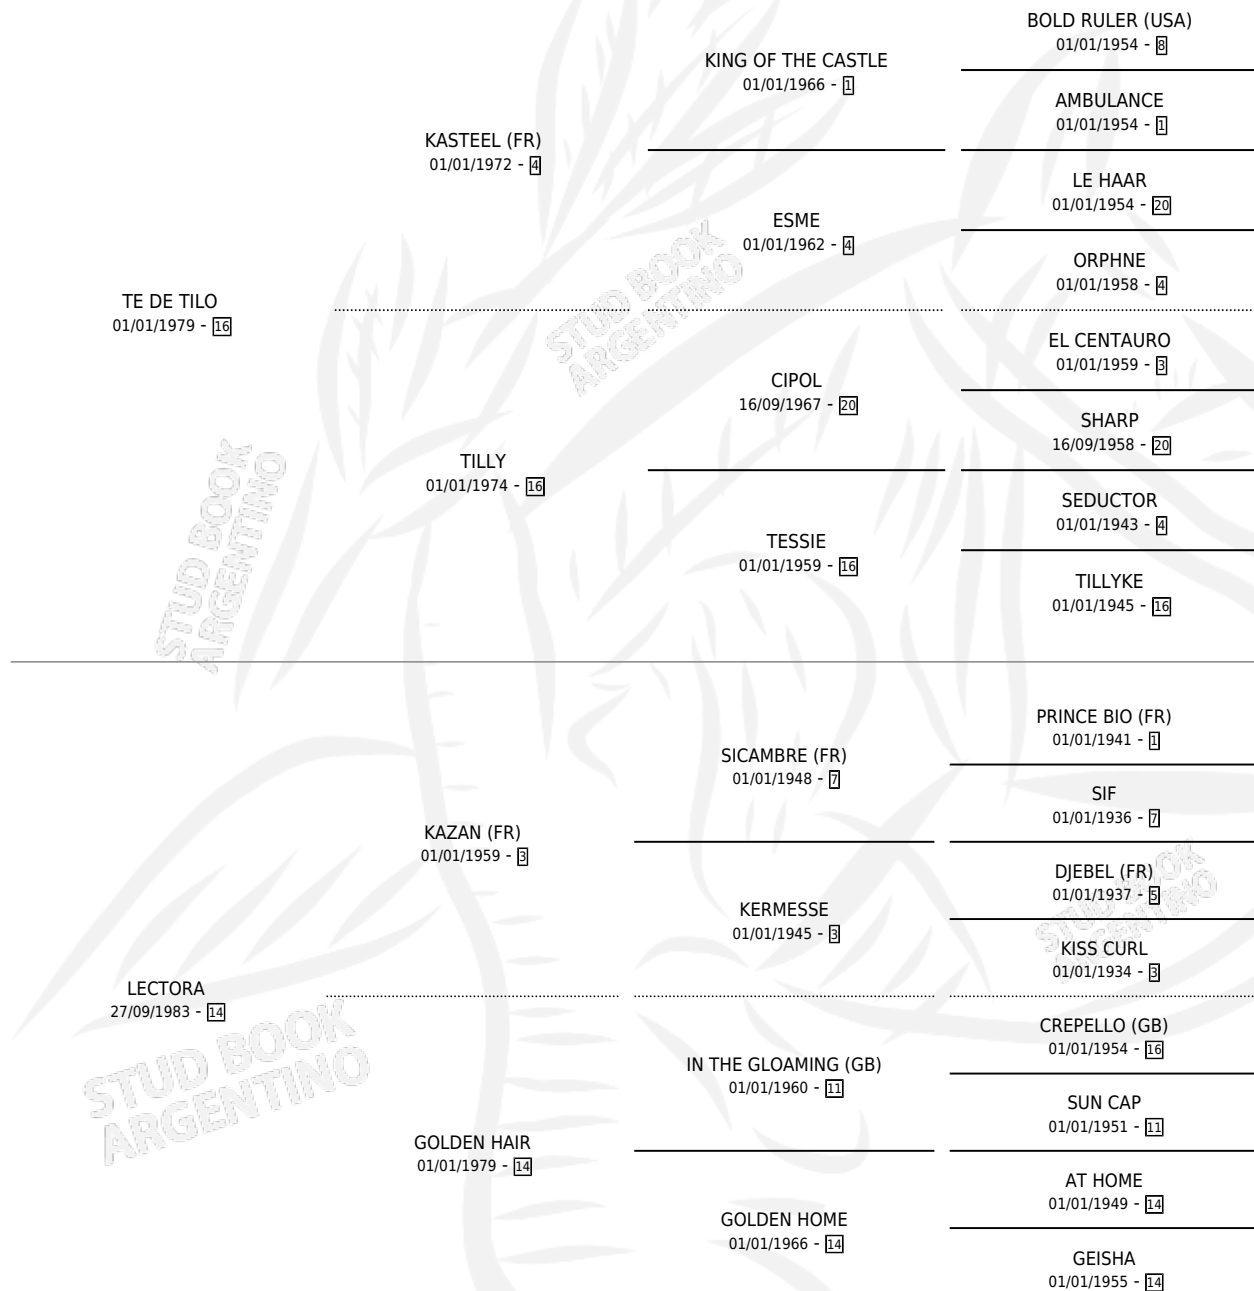 BOLD RULER (USA)
01/01/1954 - 8
KING OF THE CASTLE
01/01/1966 - 1
AMBULANCE
01/01/1954 - 1
KASTEEL (FR)
01/01/1972 - 4
LE HAAR
01/01/1954 - 20
ESME
01/01/1962 - 4
ORPHNE
01/01/1958 - 4
TE DE TILO
01/01/1979 - 16
EL CENTAURO
01/01/1959 - 3
CIPOL
16/09/1967 - 20
SHARP
16/09/1958 - 20
TILLY
01/01/1974 - 16
SEDUCTOR
01/01/1943 - 4
TESSIE
01/01/1959 - 16
TILLYKE
01/01/1945 - 16
PRINCE BIO (FR)
01/01/1941 - 1
SICAMBRE (FR)
01/01/1948 - 7
SIF
01/01/1936 - 7
KAZAN (FR)
01/01/1959 - 3
DJEBEL (FR)
01/01/1937 - 5
KERMESSE
01/01/1945 - 3
KISS CURL
01/01/1934 - 3
LECTORA
27/09/1983 - 14
CREPELLO (GB)
01/01/1954 - 16
IN THE GLOAMING (GB)
01/01/1960 - 11
SUN CAP
01/01/1951 - 11
GOLDEN HAIR
01/01/1979 - 14
AT HOME
01/01/1949 - 14
GOLDEN HOME
01/01/1966 - 14
GEISHA
01/01/1955 - 14
STUD BOOK
ARGENTINO
STUD BOOK
ARGENTINO
STUD BOOK
ARGENTINO
STUD BOOK
ARGENTINO